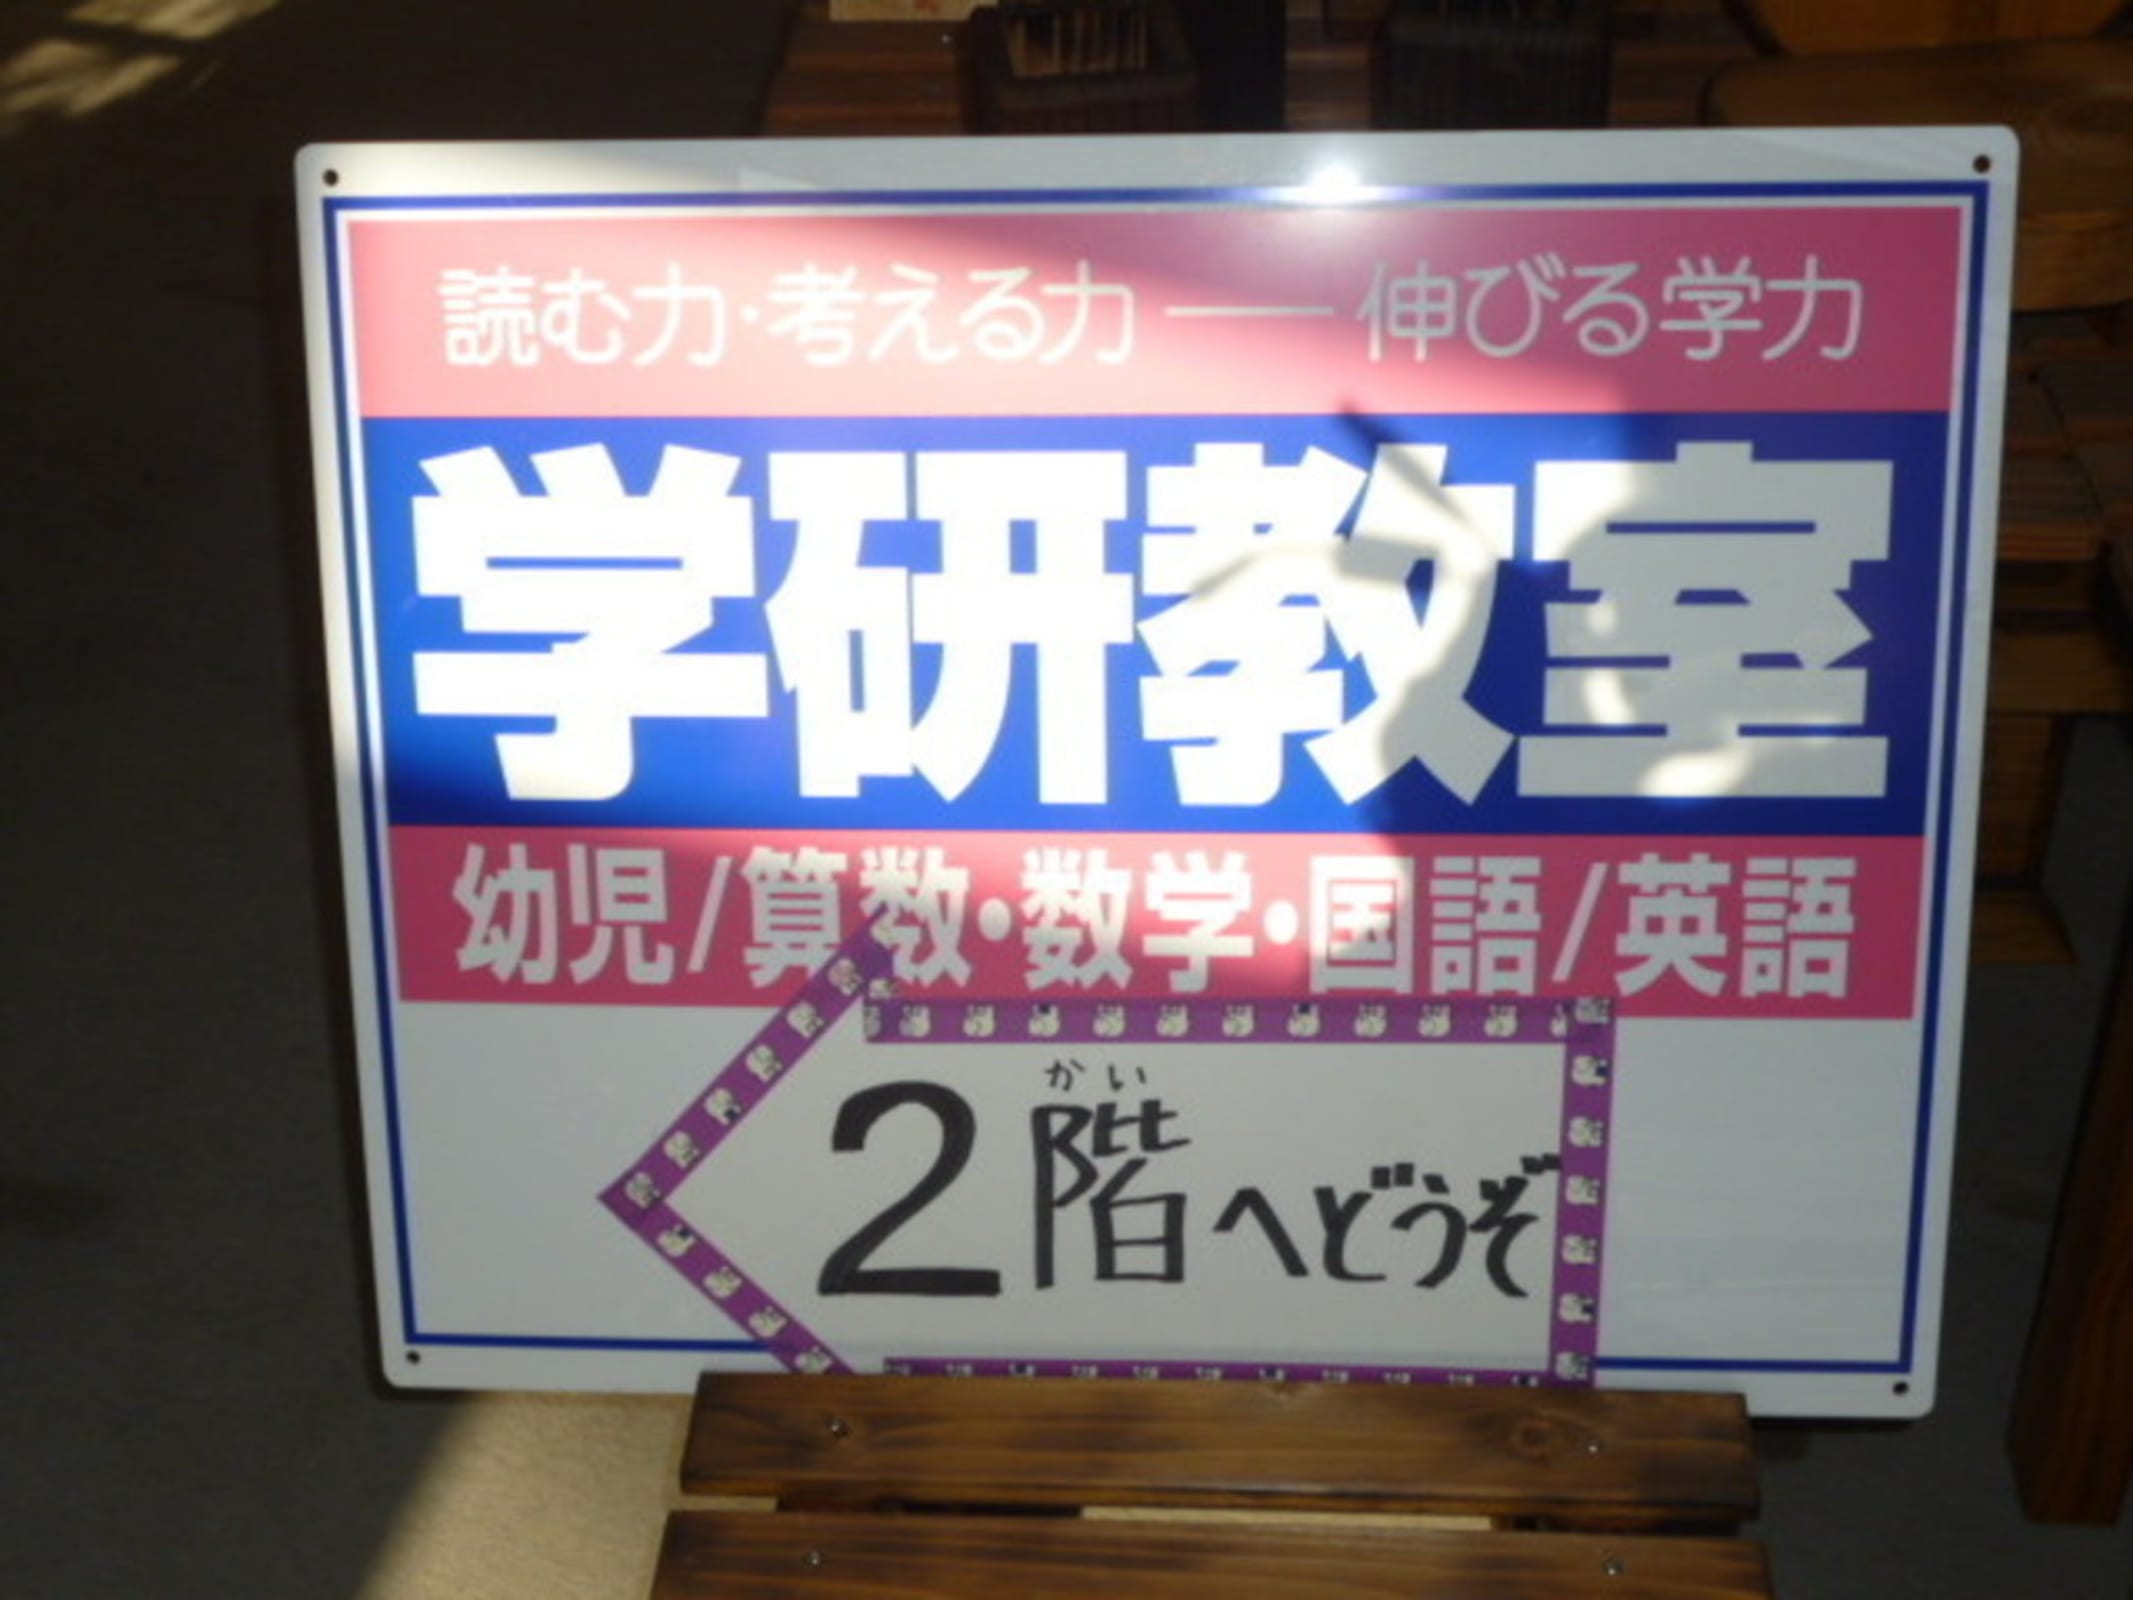 読む力・考える力――伸びる学力
学研教室
幼児/算数・数学・国語/英語
かい
2階へどうぞ